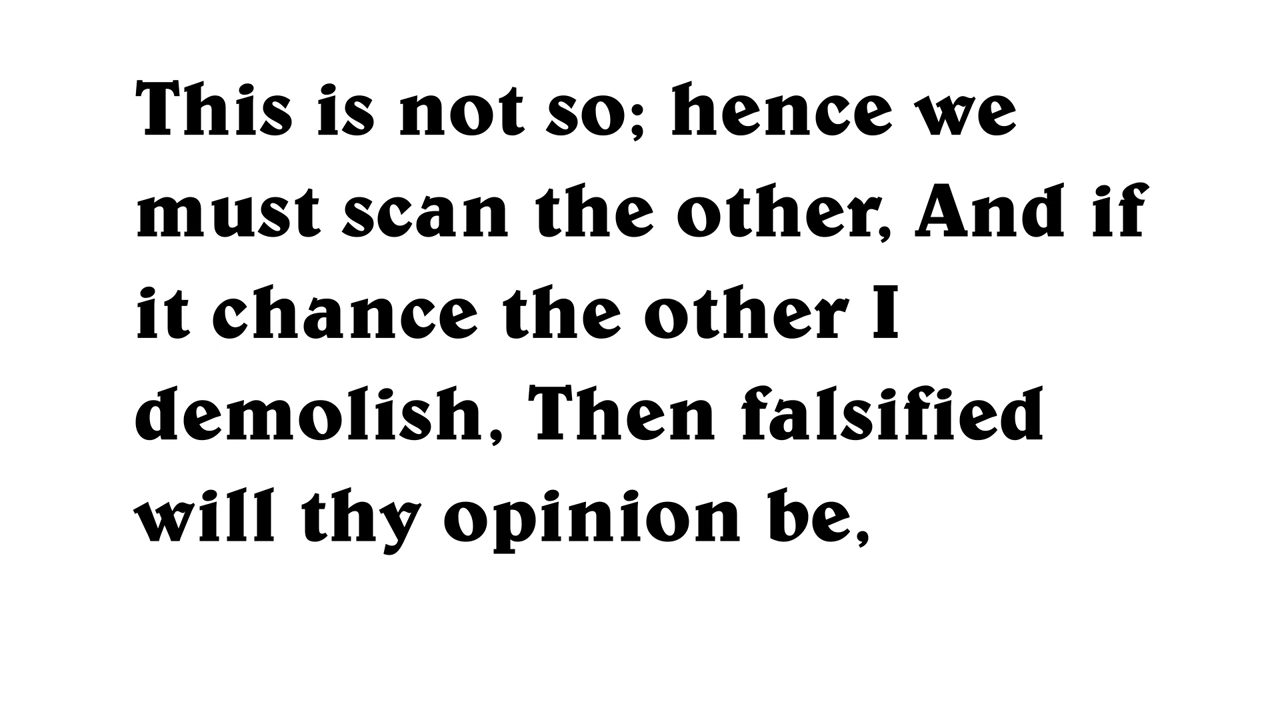 This is not so; hence we
must scan the other, And if
it chance the other I
demolish, Then falsified
will thy opinion be,